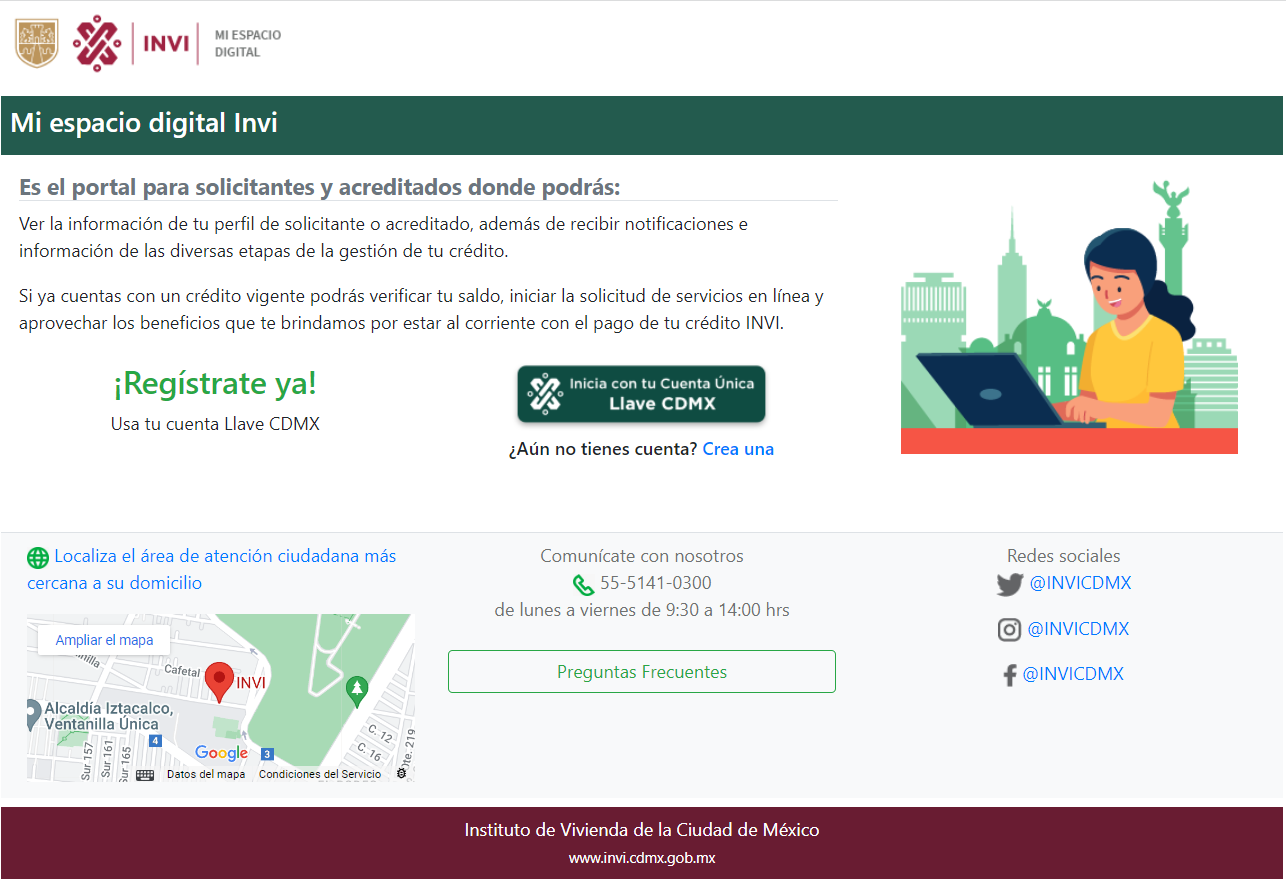 INVI
MI ESPACIO
DIGITAL
Mi espacio digital Invi
Es el portal para solicitantes y acreditados donde podrás:
Ver la información de tu perfil de solicitante o acreditado, además de recibir notificaciones e
información de las diversas etapas de la gestión de tu crédito.
Si ya cuentas con un crédito vigente podrás verificar tu saldo, iniciar la solicitud de servicios en línea y
aprovechar los beneficios que te brindamos por estar al corriente con el pago de tu crédito INVI.
¡Regístrate ya!
Usa tu cuenta Llave CDMX
Inicia con tu Cuenta Única
Llave CDMX
¿Aún no tienes cuenta? Crea una
Localiza el área de atención ciudadana más
cercana a su domicilio
Ampliar el mapa
Cafetal
INVI
Alcaldía Iztacalco,
Ventanilla Única
4
3
Sur 157
Sur 161
Sur 165
C. 12
C. 16
Ote. 219
Google
Datos del mapa
Condiciones del Servicio
Comunícate con nosotros
55-5141-0300
de lunes a viernes de 9:30 a 14:00 hrs
Preguntas Frecuentes
Redes sociales
@INVICDMX
@INVICDMX
@INVICDMX
Instituto de Vivienda de la Ciudad de México
www.invi.cdmx.gob.mx